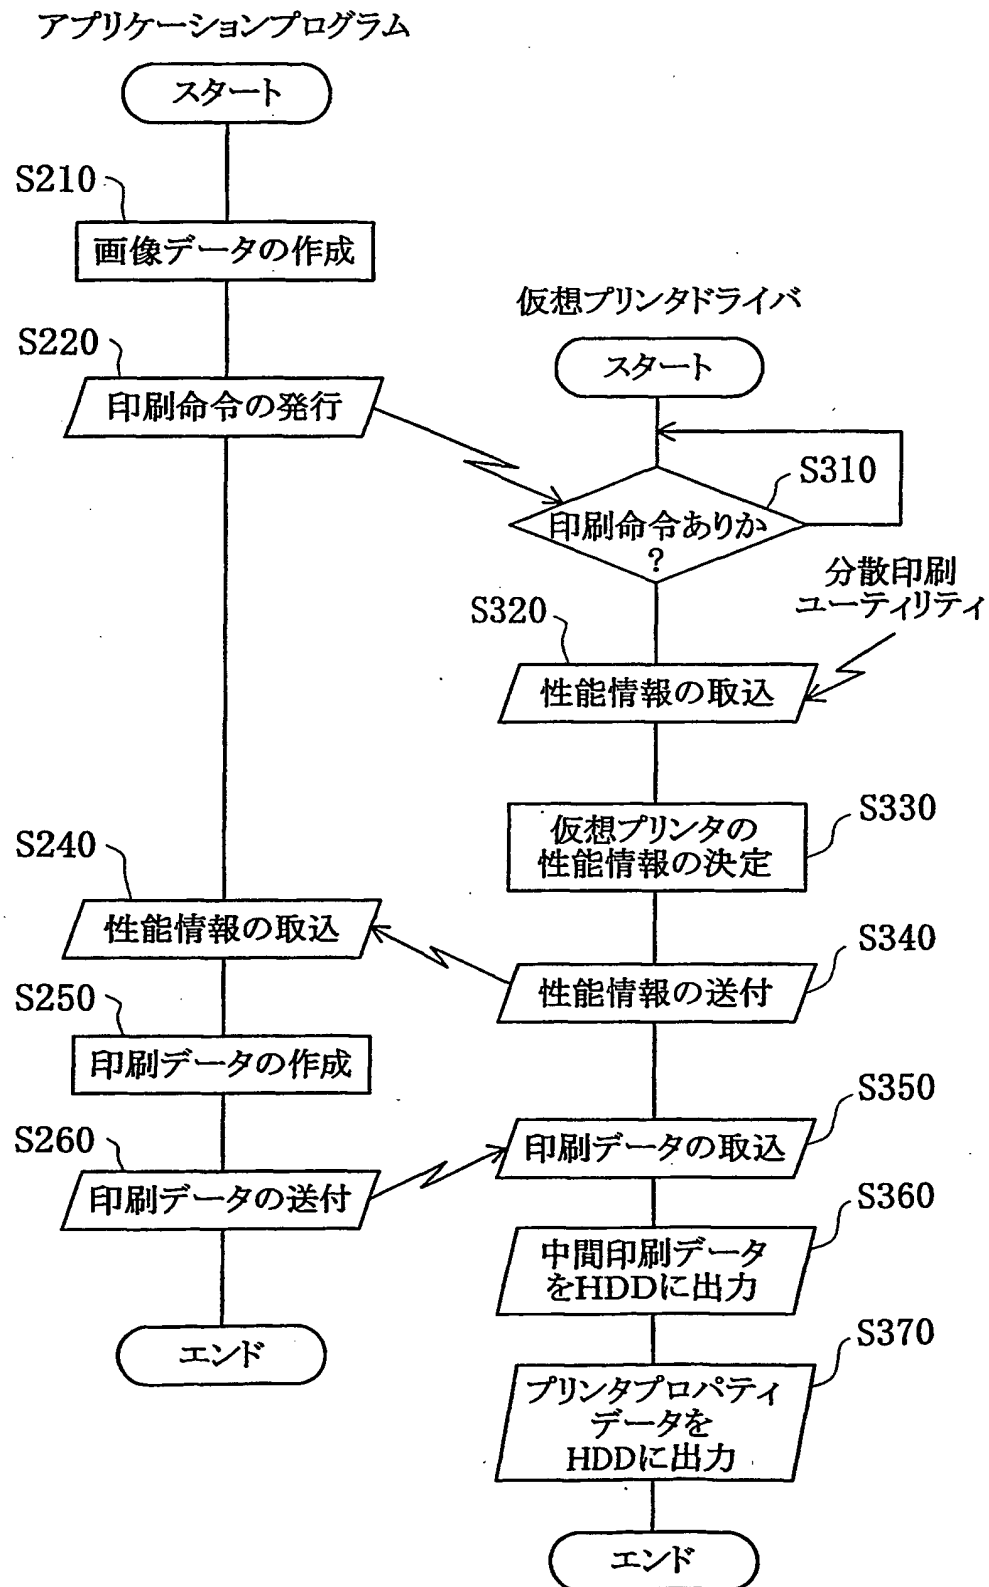 アプリケーションプログラム
スタート
S210
画像データの作成
S220
印刷命令の発行
仮想プリンタドライバ
スタート
S310
印刷命令ありか
?
分散印刷
ユーティリティ
S320
性能情報の取込
S330
仮想プリンタの
性能情報の決定
S240
性能情報の取込
S340
性能情報の送付
S250
印刷データの作成
S350
印刷データの取込
S260
印刷データの送付
S360
中間印刷データ
をHDDに出力
エンド
S370
プリンタプロパティ
データを
HDDに出力
エンド